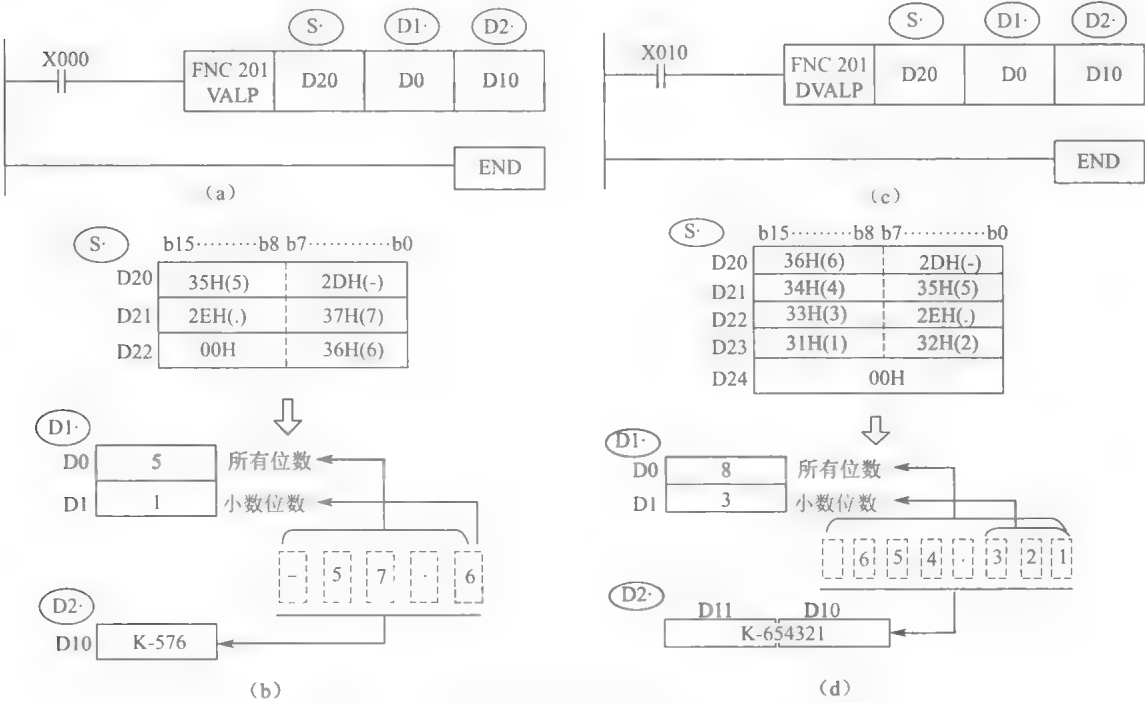 S· D1· D2·
X000
FNC 201 VALP D20 D0 D10
END
(a)
S·
b15········b8 b7··········b0
D20 35H(5) 2DH(-)
D21 2EH(.) 37H(7)
D22 00H 36H(6)
D1·
D0 5 所有位数
D1 1 小数位数
- 5 7 . 6
D2·
D10 K-576
(b)
S· D1· D2·
X010
FNC 201 DVALP D20 D0 D10
END
(c)
S·
b15········b8 b7··········b0
D20 36H(6) 2DH(-)
D21 34H(4) 35H(5)
D22 33H(3) 2EH(.)
D23 31H(1) 32H(2)
D24 00H
D1·
D0 8 所有位数
D1 3 小数位数
6 5 4 . 3 2 1
D2·
D11 D10
K-654321
(d)